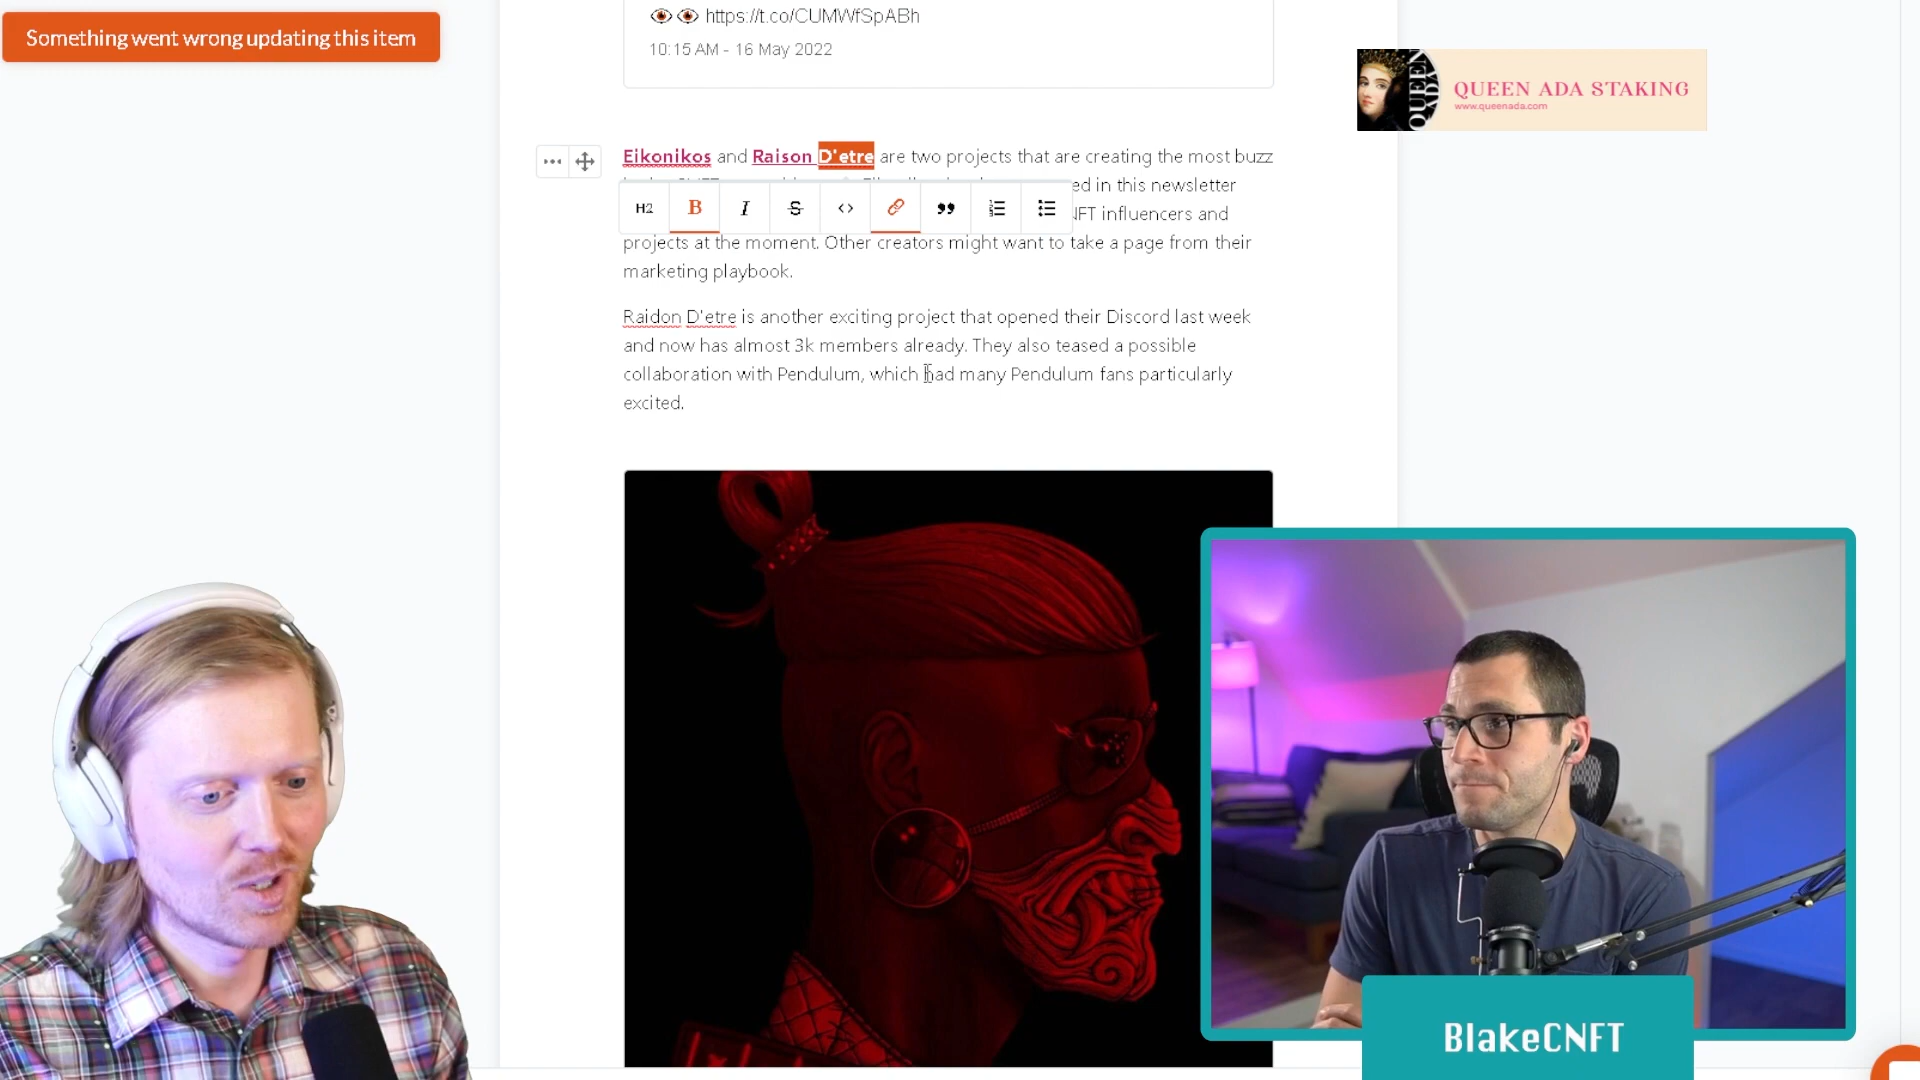 Something went wrong updating this item
👁️ 👁️ https://t.co/CUMWfSpABh
10:15 AM - 16 May 2022
QUEEN ADA
QUEEN ADA STAKING
www.queenada.com
Eikonikos and Raison D'etre are two projects that are creating the most buzz
ed in this newsletter
H2 B I S <>
NFT influencers and
projects at the moment. Other creators might want to take a page from their
marketing playbook.
Raidon D'etre is another exciting project that opened their Discord last week
and now has almost 3k members already. They also teased a possible
collaboration with Pendulum, which had many Pendulum fans particularly
excited.
BlakeCNFT